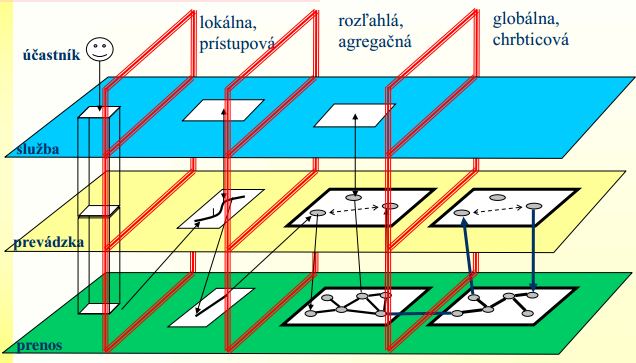 účastník
lokálna,
prístupová
rozľahlá,
agregačná
globálna,
chrbticová
služba
prevádzka
prenos